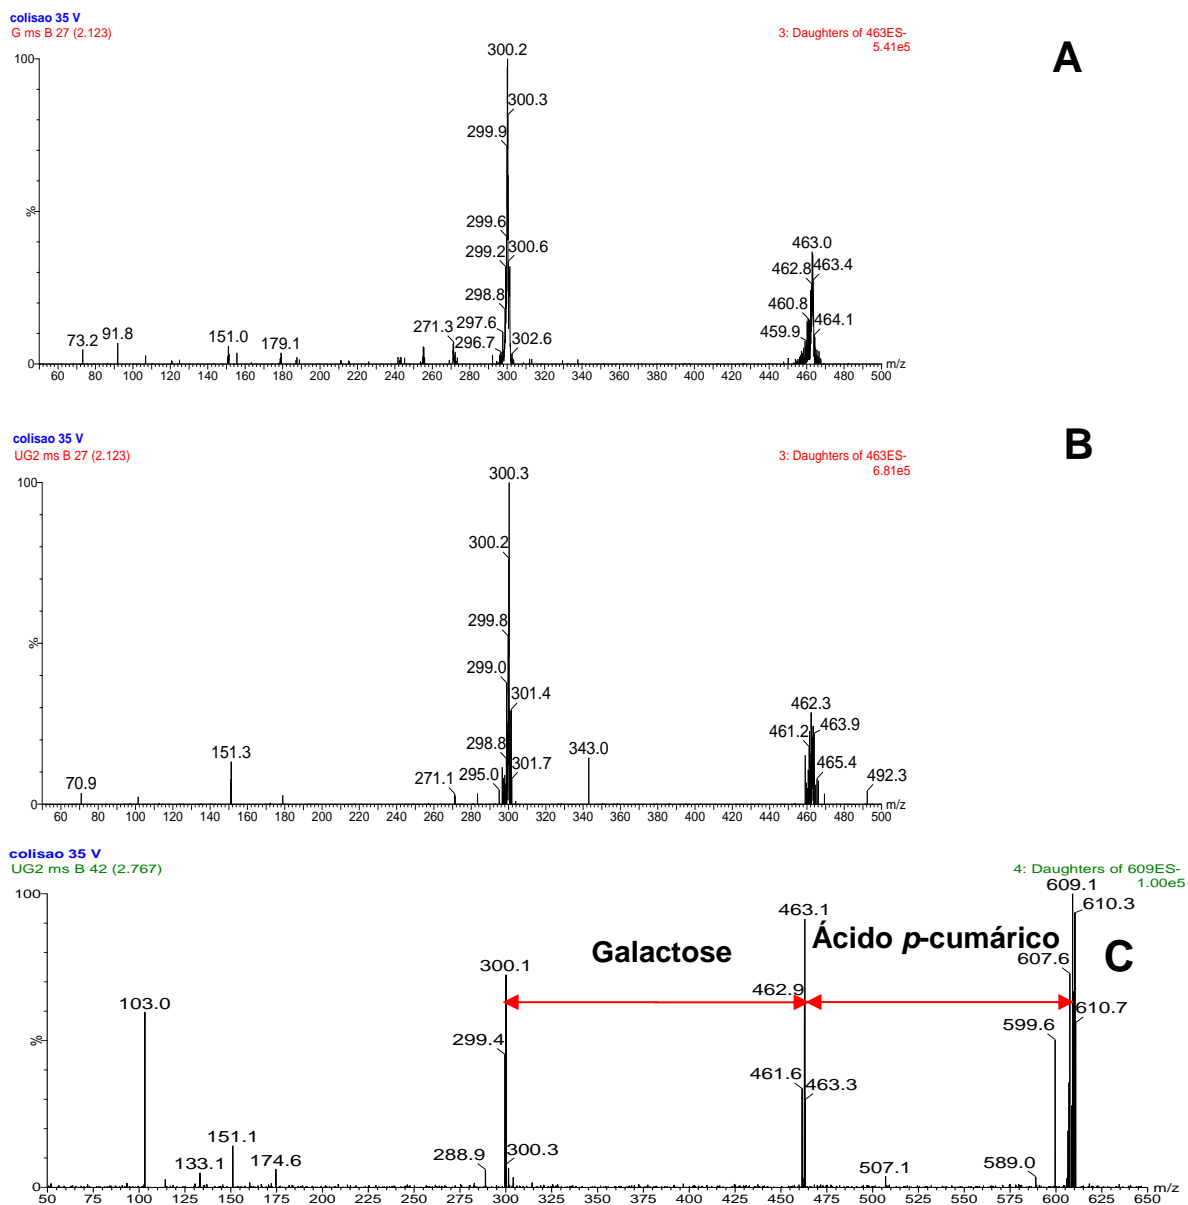 colisao 35 V
G ms B 27 (2.123)
3: Daughters of 463ES-
5.41e5
A
100
%
0
300.2
300.3
299.9
299.6
299.2
300.6
298.8
297.6
296.7
302.6
271.3
73.2
91.8
151.0
179.1
463.0
462.8
463.4
460.8
459.9
464.1
60 80 100 120 140 160 180 200 220 240 260 280 300 320 340 360 380 400 420 440 460 480 500
m/z
colisao 35 V
UG2 ms B 27 (2.123)
3: Daughters of 463ES-
6.81e5
B
100
%
0
300.3
300.2
299.8
299.0
301.4
298.8
295.0
301.7
271.1
343.0
70.9
151.3
462.3
461.2
463.9
465.4
492.3
60 80 100 120 140 160 180 200 220 240 260 280 300 320 340 360 380 400 420 440 460 480 500
m/z
colisao 35 V
UG2 ms B 42 (2.767)
4: Daughters of 609ES-
1.00e5
C
100
%
0
609.1
610.3
463.1
Galactose
Ácido p-cumárico
607.6
300.1
462.9
103.0
610.7
599.6
299.4
461.6
463.3
151.1
133.1
174.6
288.9
300.3
507.1
589.0
50 75 100 125 150 175 200 225 250 275 300 325 350 375 400 425 450 475 500 525 550 575 600 625 650
m/z